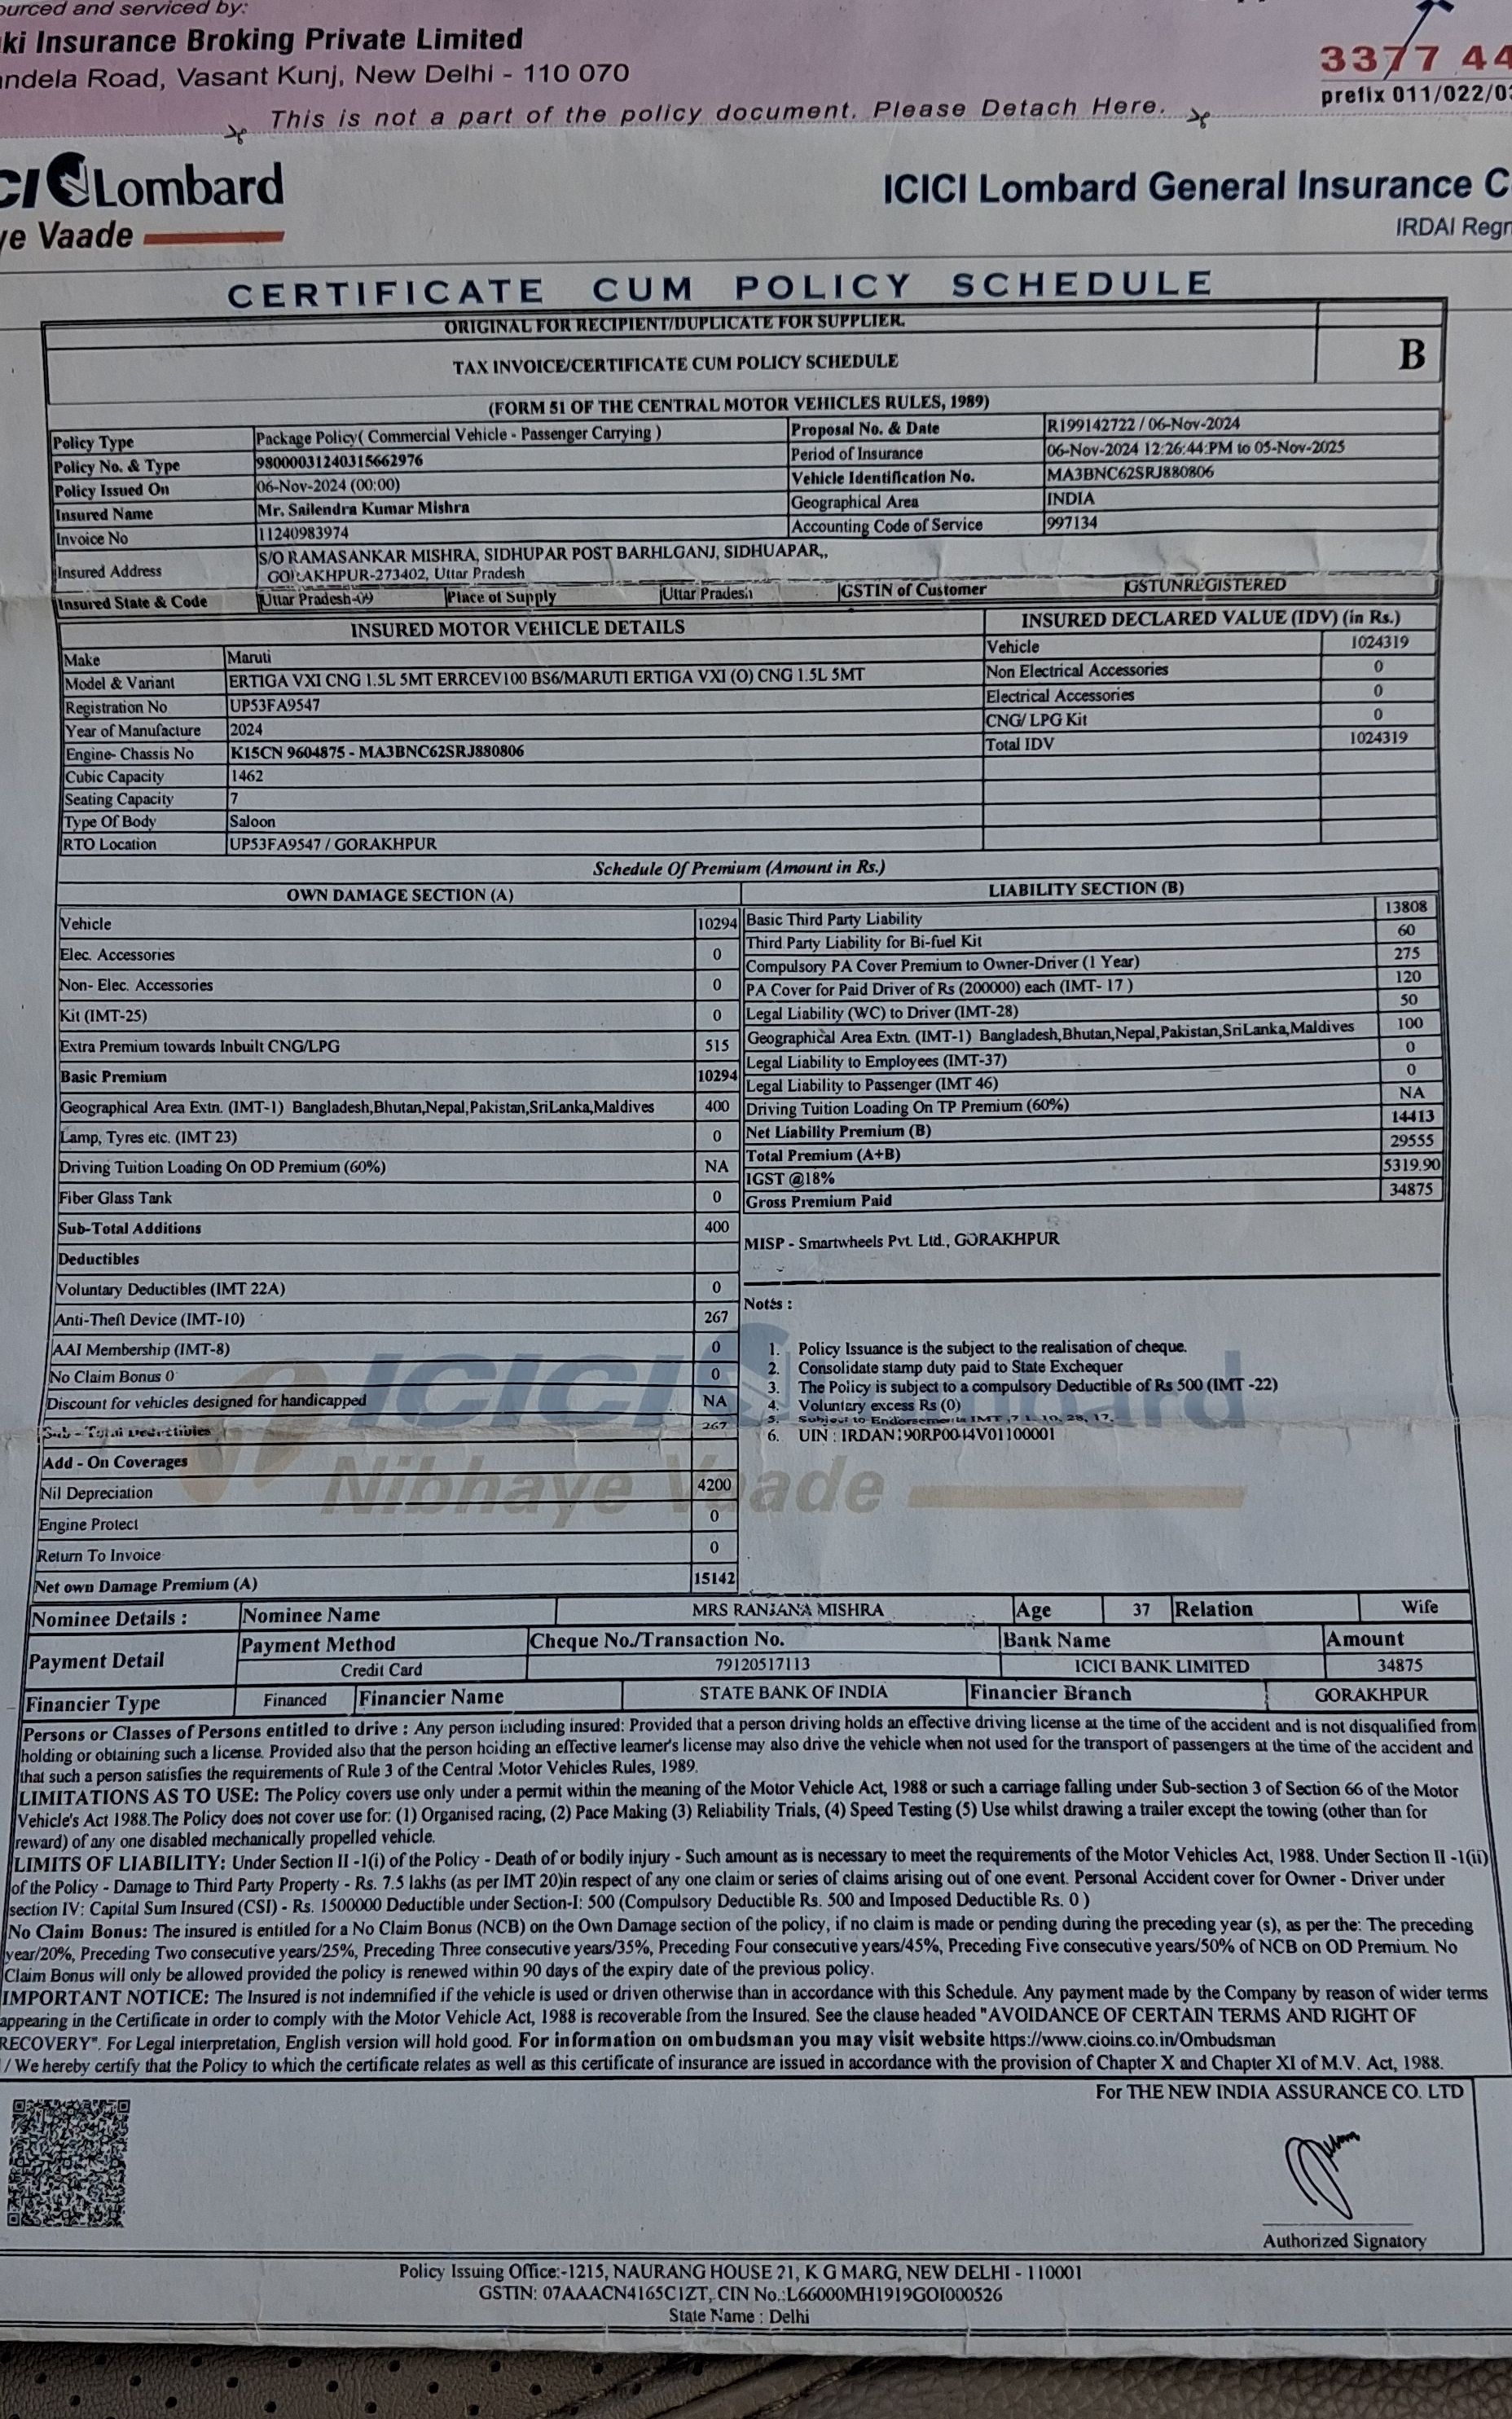 ourced and serviced by:
ki Insurance Broking Private Limited
ndela Road, Vasant Kunj, New Delhi - 110 070
3377 44
prefix 011/022/03
This is not a part of the policy document. Please Detach Here.
CI Lombard
ye Vaade
ICICI Lombard General Insurance C
IRDAI Regn
CERTIFICATE CUM POLICY SCHEDULE
ORIGINAL FOR RECIPIENT/DUPLICATE FOR SUPPLIER.
TAX INVOICE/CERTIFICATE CUM POLICY SCHEDULE
B
(FORM 51 OF THE CENTRAL MOTOR VEHICLES RULES, 1989)
Policy Type Package Policy( Commercial Vehicle - Passenger Carrying ) Proposal No. & Date R199142722 / 06-Nov-2024
Policy No. & Type 98000031240315662976 Period of Insurance 06-Nov-2024 12:26:44:PM to 05-Nov-2025
Policy Issued On 06-Nov-2024 (00:00) Vehicle Identification No. MA3BNC62SRJ880806
Insured Name Mr. Sailendra Kumar Mishra Geographical Area INDIA
Invoice No 11240983974 Accounting Code of Service 997134
Insured Address S/O RAMASANKAR MISHRA, SIDHUPAR POST BARHLGANJ, SIDHUAPAR,,
GORAKHPUR-273402, Uttar Pradesh
Insured State & Code Uttar Pradesh-09 Place of Supply Uttar Pradesh GSTIN of Customer GSTUNREGISTERED
INSURED MOTOR VEHICLE DETAILS
Make Maruti
Model & Variant ERTIGA VXI CNG 1.5L 5MT ERRCEV100 BS6/MARUTI ERTIGA VXI (O) CNG 1.5L 5MT
Registration No UP53FA9547
Year of Manufacture 2024
Engine- Chassis No K15CN 9604875 - MA3BNC62SRJ880806
Cubic Capacity 1462
Seating Capacity 7
Type Of Body Saloon
RTO Location UP53FA9547 / GORAKHPUR
INSURED DECLARED VALUE (IDV) (in Rs.)
Vehicle 1024319
Non Electrical Accessories 0
Electrical Accessories 0
CNG/ LPG Kit 0
Total IDV 1024319
Schedule Of Premium (Amount in Rs.)
OWN DAMAGE SECTION (A)
Vehicle 10294
Elec. Accessories 0
Non- Elec. Accessories 0
Kit (IMT-25) 0
Extra Premium towards Inbuilt CNG/LPG 515
Basic Premium 10294
Geographical Area Extn. (IMT-1) Bangladesh,Bhutan,Nepal,Pakistan,SriLanka,Maldives 400
Lamp, Tyres etc. (IMT 23) 0
Driving Tuition Loading On OD Premium (60%) NA
Fiber Glass Tank 0
Sub-Total Additions 400
Deductibles
Voluntary Deductibles (IMT 22A) 0
Anti-Theft Device (IMT-10) 267
AAI Membership (IMT-8) 0
No Claim Bonus 0 0
Discount for vehicles designed for handicapped NA
Sub - Total Deductibles 267
Add - On Coverages
Nil Depreciation 4200
Engine Protect 0
Return To Invoice 0
Net own Damage Premium (A) 15142
LIABILITY SECTION (B)
Basic Third Party Liability 13808
Third Party Liability for Bi-fuel Kit 60
Compulsory PA Cover Premium to Owner-Driver (1 Year) 275
PA Cover for Paid Driver of Rs (200000) each (IMT- 17 ) 120
Legal Liability (WC) to Driver (IMT-28) 50
Geographical Area Extn. (IMT-1) Bangladesh,Bhutan,Nepal,Pakistan,SriLanka,Maldives 100
Legal Liability to Employees (IMT-37) 0
Legal Liability to Passenger (IMT 46) 0
Driving Tuition Loading On TP Premium (60%) NA
Net Liability Premium (B) 14413
Total Premium (A+B) 29555
IGST @18% 5319.90
Gross Premium Paid 34875
MISP - Smartwheels Pvt. Ltd., GORAKHPUR
Notes :
1. Policy Issuance is the subject to the realisation of cheque.
2. Consolidate stamp duty paid to State Exchequer
3. The Policy is subject to a compulsory Deductible of Rs 500 (IMT -22)
4. Voluntary excess Rs (0)
5. Subject to Endorsements IMT ,7 1, 10, 28, 17,
6. UIN : IRDAN190RP0044V01100001
ICICI Lombard
Nibhaye Vaade
Nominee Details : Nominee Name MRS RANJANA MISHRA Age 37 Relation Wife
Payment Detail Payment Method Cheque No./Transaction No. Bank Name Amount
Credit Card 79120517113 ICICI BANK LIMITED 34875
Financier Type Financed Financier Name STATE BANK OF INDIA Financier Branch GORAKHPUR
Persons or Classes of Persons entitled to drive : Any person including insured: Provided that a person driving holds an effective driving license at the time of the accident and is not disqualified from
holding or obtaining such a license. Provided also that the person holding an effective learner's license may also drive the vehicle when not used for the transport of passengers at the time of the accident and
that such a person satisfies the requirements of Rule 3 of the Central Motor Vehicles Rules, 1989.
LIMITATIONS AS TO USE: The Policy covers use only under a permit within the meaning of the Motor Vehicle Act, 1988 or such a carriage falling under Sub-section 3 of Section 66 of the Motor
Vehicle's Act 1988.The Policy does not cover use for: (1) Organised racing, (2) Pace Making (3) Reliability Trials, (4) Speed Testing (5) Use whilst drawing a trailer except the towing (other than for
reward) of any one disabled mechanically propelled vehicle.
LIMITS OF LIABILITY: Under Section II -1(i) of the Policy - Death of or bodily injury - Such amount as is necessary to meet the requirements of the Motor Vehicles Act, 1988. Under Section II -1(ii)
of the Policy - Damage to Third Party Property - Rs. 7.5 lakhs (as per IMT 20)in respect of any one claim or series of claims arising out of one event. Personal Accident cover for Owner - Driver under
section IV: Capital Sum Insured (CSI) - Rs. 1500000 Deductible under Section-I: 500 (Compulsory Deductible Rs. 500 and Imposed Deductible Rs. 0 )
No Claim Bonus: The insured is entitled for a No Claim Bonus (NCB) on the Own Damage section of the policy, if no claim is made or pending during the preceding year (s), as per the: The preceding
year/20%, Preceding Two consecutive years/25%, Preceding Three consecutive years/35%, Preceding Four consecutive years/45%, Preceding Five consecutive years/50% of NCB on OD Premium. No
Claim Bonus will only be allowed provided the policy is renewed within 90 days of the expiry date of the previous policy.
IMPORTANT NOTICE: The Insured is not indemnified if the vehicle is used or driven otherwise than in accordance with this Schedule. Any payment made by the Company by reason of wider terms
appearing in the Certificate in order to comply with the Motor Vehicle Act, 1988 is recoverable from the Insured. See the clause headed "AVOIDANCE OF CERTAIN TERMS AND RIGHT OF
RECOVERY". For Legal interpretation, English version will hold good. For information on ombudsman you may visit website https://www.cioins.co.in/Ombudsman
/ We hereby certify that the Policy to which the certificate relates as well as this certificate of insurance are issued in accordance with the provision of Chapter X and Chapter XI of M.V. Act, 1988.
For THE NEW INDIA ASSURANCE CO. LTD
Authorized Signatory
Policy Issuing Office:-1215, NAURANG HOUSE 21, K G MARG, NEW DELHI - 110001
GSTIN: 07AAACN4165C1ZT, CIN No.:L66000MH1919GOI000526
State Name : Delhi